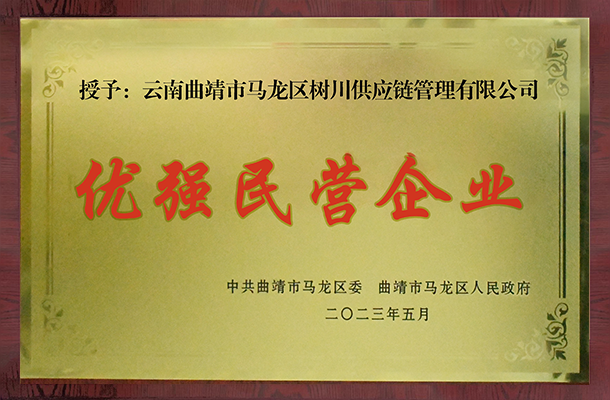 授予：云南曲靖市马龙区树川供应链管理有限公司
优强民营企业
中共曲靖市马龙区委 曲靖市马龙区人民政府
二〇二三年五月